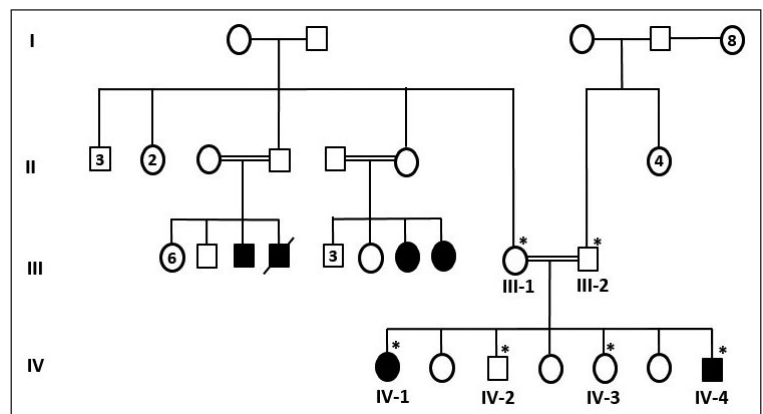 I
8
3
2
4
II
6
3
* *
III
III-1 III-2
* * * *
IV
IV-1 IV-2 IV-3 IV-4